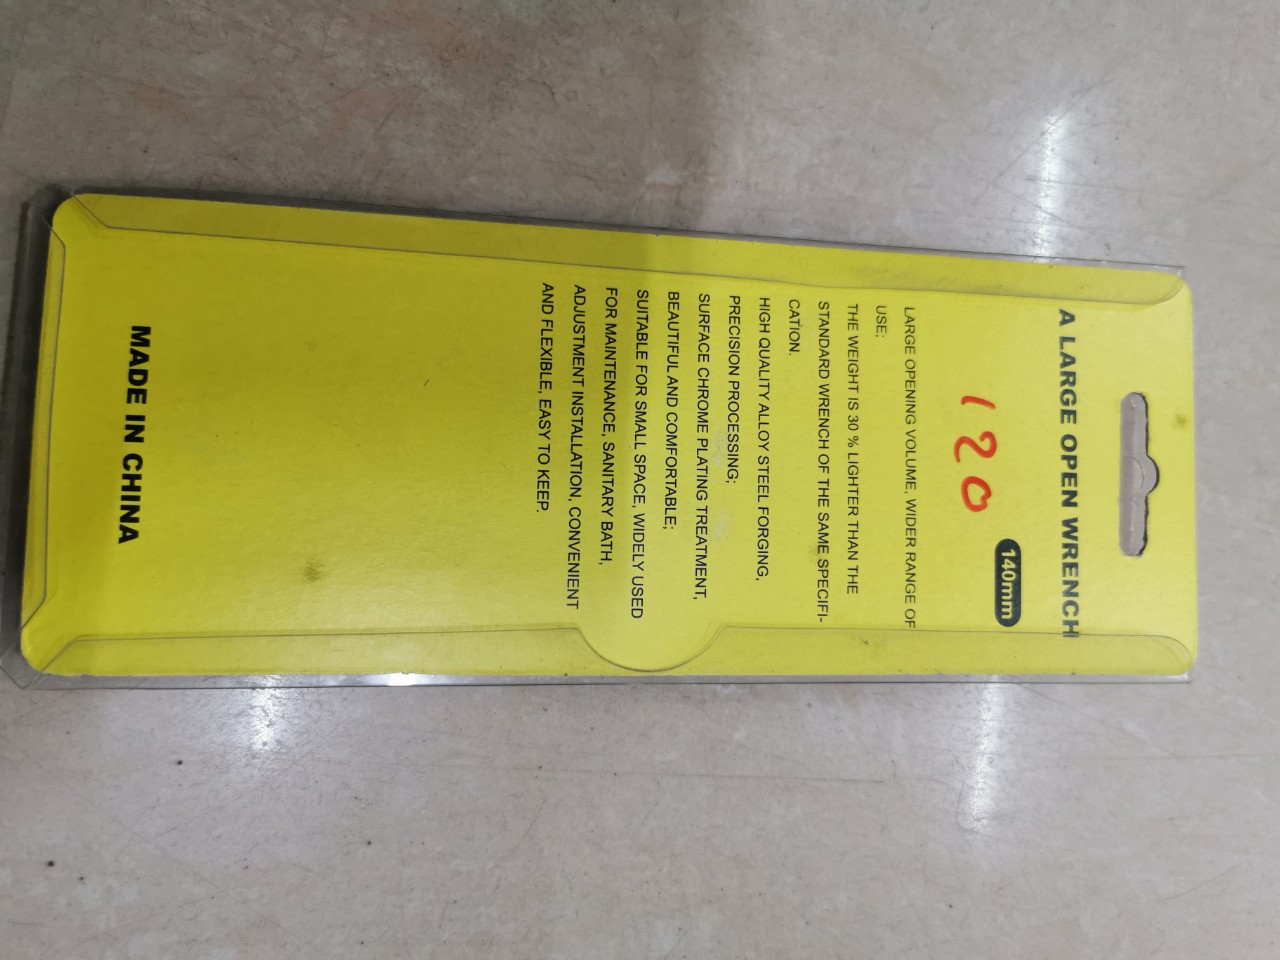 A LARGE OPEN WRENCH
140mm
120
LARGE OPENING VOLUME, WIDER RANGE OF
USE;
THE WEIGHT IS 30 % LIGHTER THAN THE
STANDARD WRENCH OF THE SAME SPECIFI-
CATION.
HIGH QUALITY ALLOY STEEL FORGING,
PRECISION PROCESSING;
SURFACE CHROME PLATING TREATMENT,
BEAUTIFUL AND COMFORTABLE;
SUITABLE FOR SMALL SPACE, WIDELY USED
FOR MAINTENANCE, SANITARY BATH,
ADJUSTMENT INSTALLATION, CONVENIENT
AND FLEXIBLE, EASY TO KEEP.
MADE IN CHINA